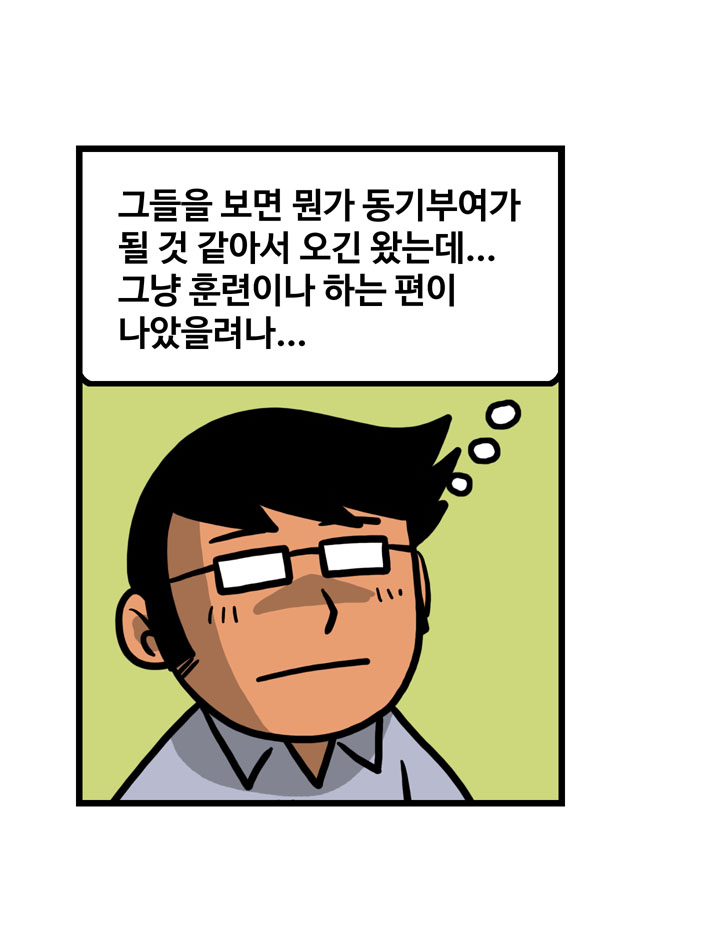 그들을 보면 뭔가 동기부여가
될 것 같아서 오긴 왔는데...
그냥 훈련이나 하는 편이
나았을려나...